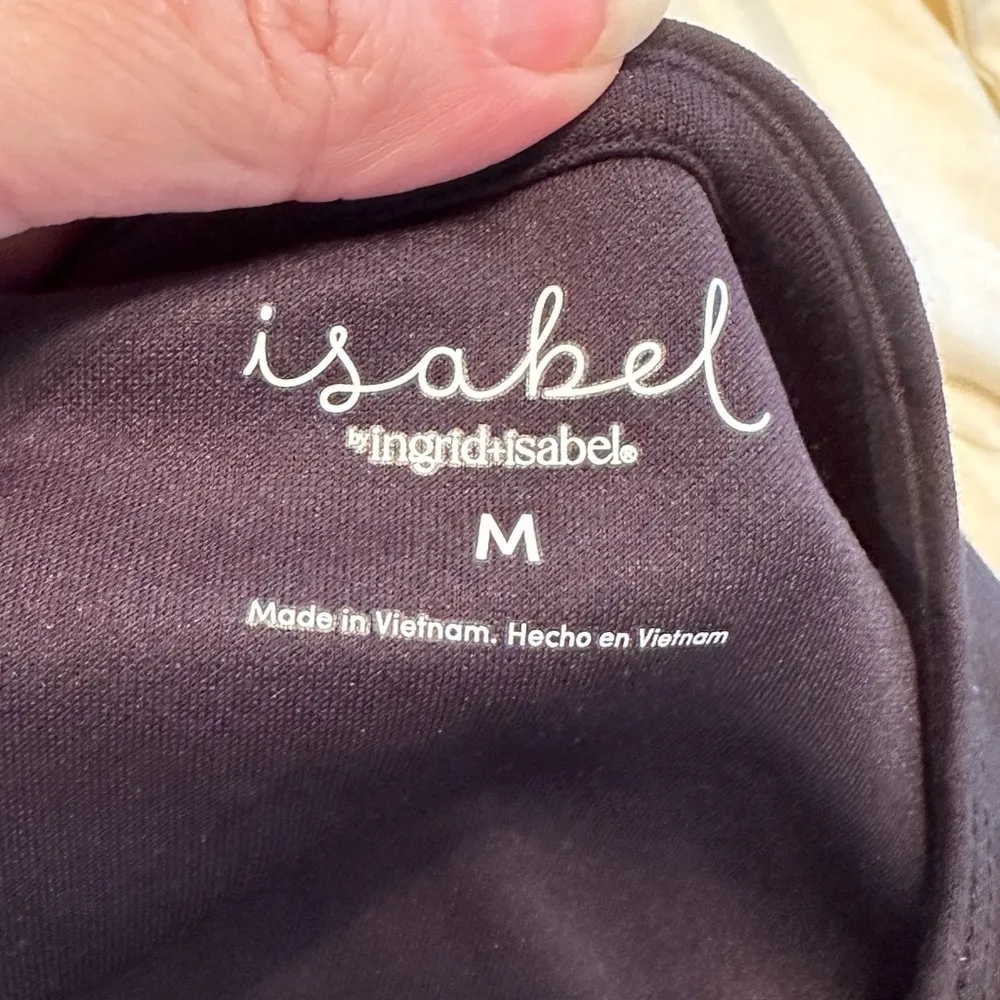 isabel
by ingrid+isabel®
M
Made in Vietnam. Hecho en Vietnam